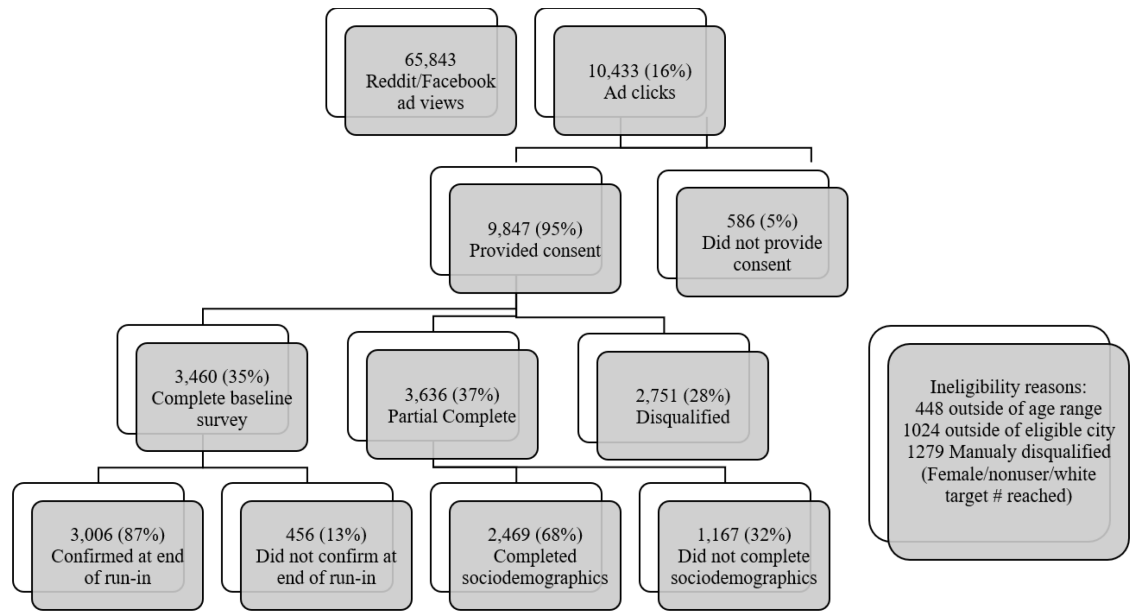 65,843
Reddit/Facebook
ad views
10,433 (16%)
Ad clicks
9,847 (95%)
Provided consent
586 (5%)
Did not provide
consent
3,460 (35%)
Complete baseline
survey
3,636 (37%)
Partial Complete
2,751 (28%)
Disqualified
Ineligibility reasons:
448 outside of age range
1024 outside of eligible city
1279 Manualy disqualified
(Female/nonuser/white
target # reached)
3,006 (87%)
Confirmed at end
of run-in
456 (13%)
Did not confirm at
end of run-in
2,469 (68%)
Completed
sociodemographics
1,167 (32%)
Did not complete
sociodemographics